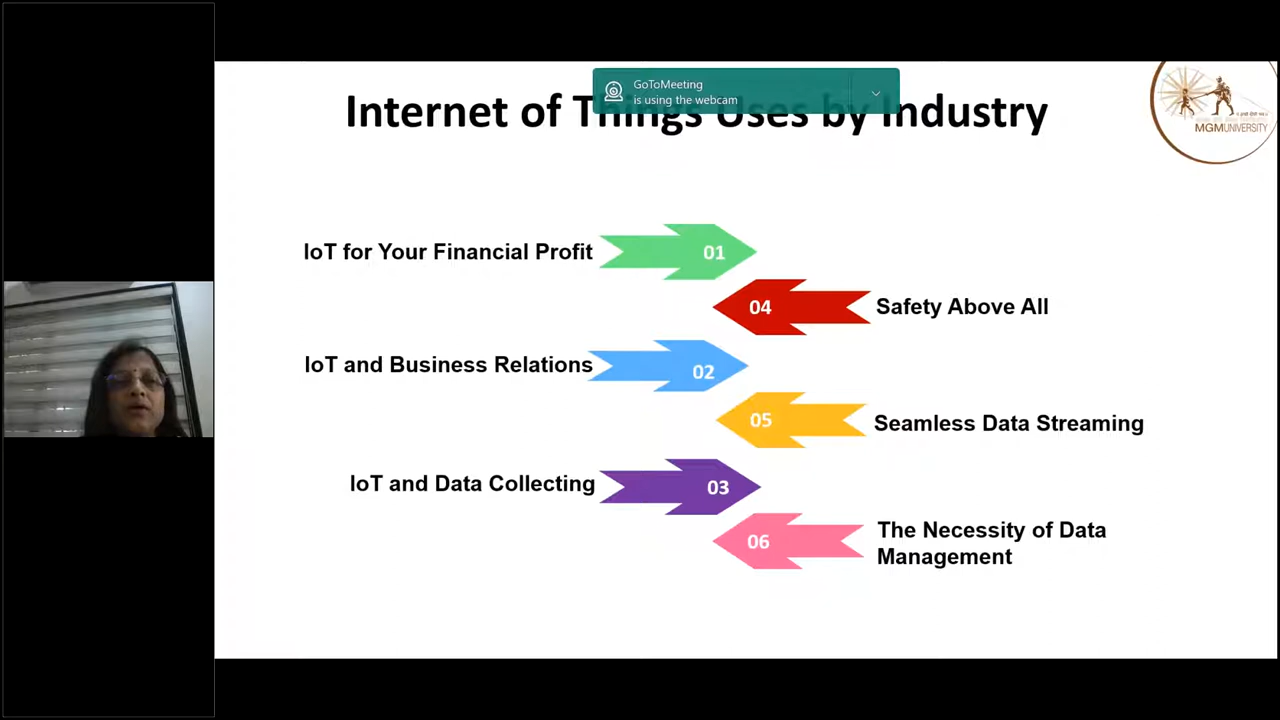 GoToMeeting
is using the webcam
Internet of Things Uses by Industry
MGMUNIVERSITY
IoT for Your Financial Profit
01
04
Safety Above All
IoT and Business Relations
02
05
Seamless Data Streaming
IoT and Data Collecting
03
06
The Necessity of Data
Management